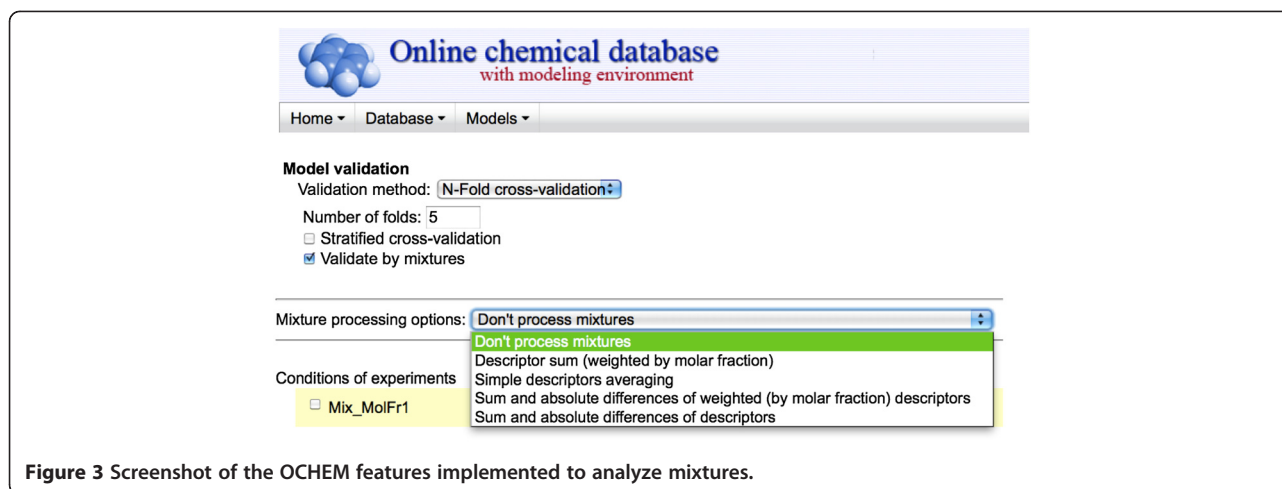 Online chemical database
with modeling environment
Home Database Models
Model validation
Validation method: N-Fold cross-validation
Number of folds: 5
Stratified cross-validation
Validate by mixtures
Mixture processing options: Don't process mixtures
Don't process mixtures
Descriptor sum (weighted by molar fraction)
Conditions of experiments Simple descriptors averaging
Mix_MolFr1 Sum and absolute differences of weighted (by molar fraction) descriptors
Sum and absolute differences of descriptors
Figure 3 Screenshot of the OCHEM features implemented to analyze mixtures.